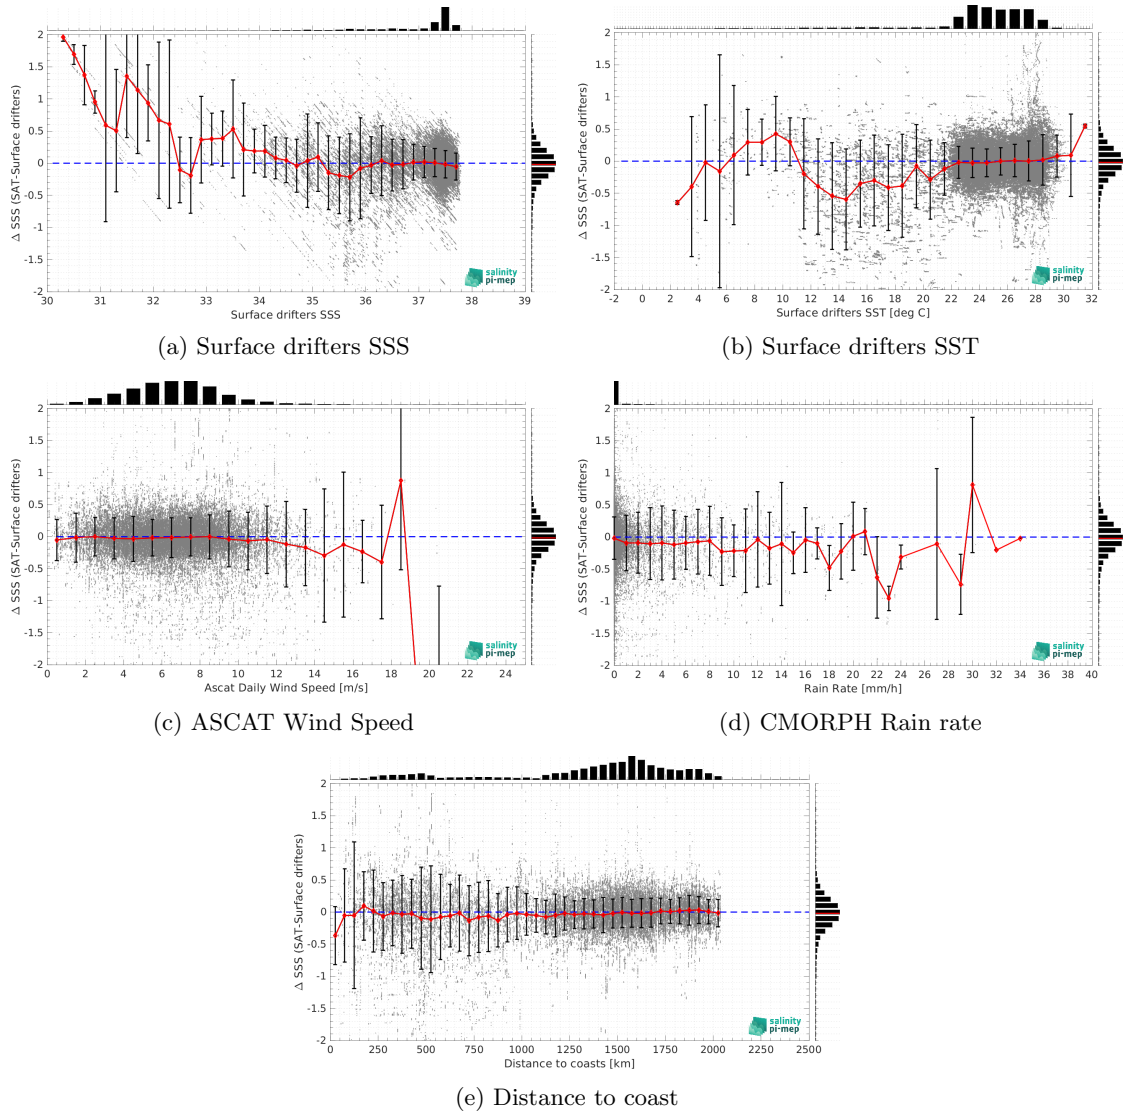 Δ SSS (SAT-Surface drifters)
2
1.5
1
0.5
0
-0.5
-1
-1.5
-2
30 31 32 33 34 35 36 37 38 39
Surface drifters SSS
salinity
pi-mep
(a) Surface drifters SSS
Δ SSS (SAT-Surface drifters)
2
1.5
1
0.5
0
-0.5
-1
-1.5
-2
-2 0 2 4 6 8 10 12 14 16 18 20 22 24 26 28 30 32
Surface drifters SST [deg C]
salinity
pi-mep
(b) Surface drifters SST
Δ SSS (SAT-Surface drifters)
2
1.5
1
0.5
0
-0.5
-1
-1.5
-2
0 2 4 6 8 10 12 14 16 18 20 22 24
Ascat Daily Wind Speed [m/s]
salinity
pi-mep
(c) ASCAT Wind Speed
Δ SSS (SAT-Surface drifters)
2
1.5
1
0.5
0
-0.5
-1
-1.5
-2
0 2 4 6 8 10 12 14 16 18 20 22 24 26 28 30 32 34 36 38 40
Rain Rate [mm/h]
salinity
pi-mep
(d) CMORPH Rain rate
Δ SSS (SAT-Surface drifters)
2
1.5
1
0.5
0
-0.5
-1
-1.5
-2
0 250 500 750 1000 1250 1500 1750 2000 2250 2500
Distance to coasts [km]
salinity
pi-mep
(e) Distance to coast